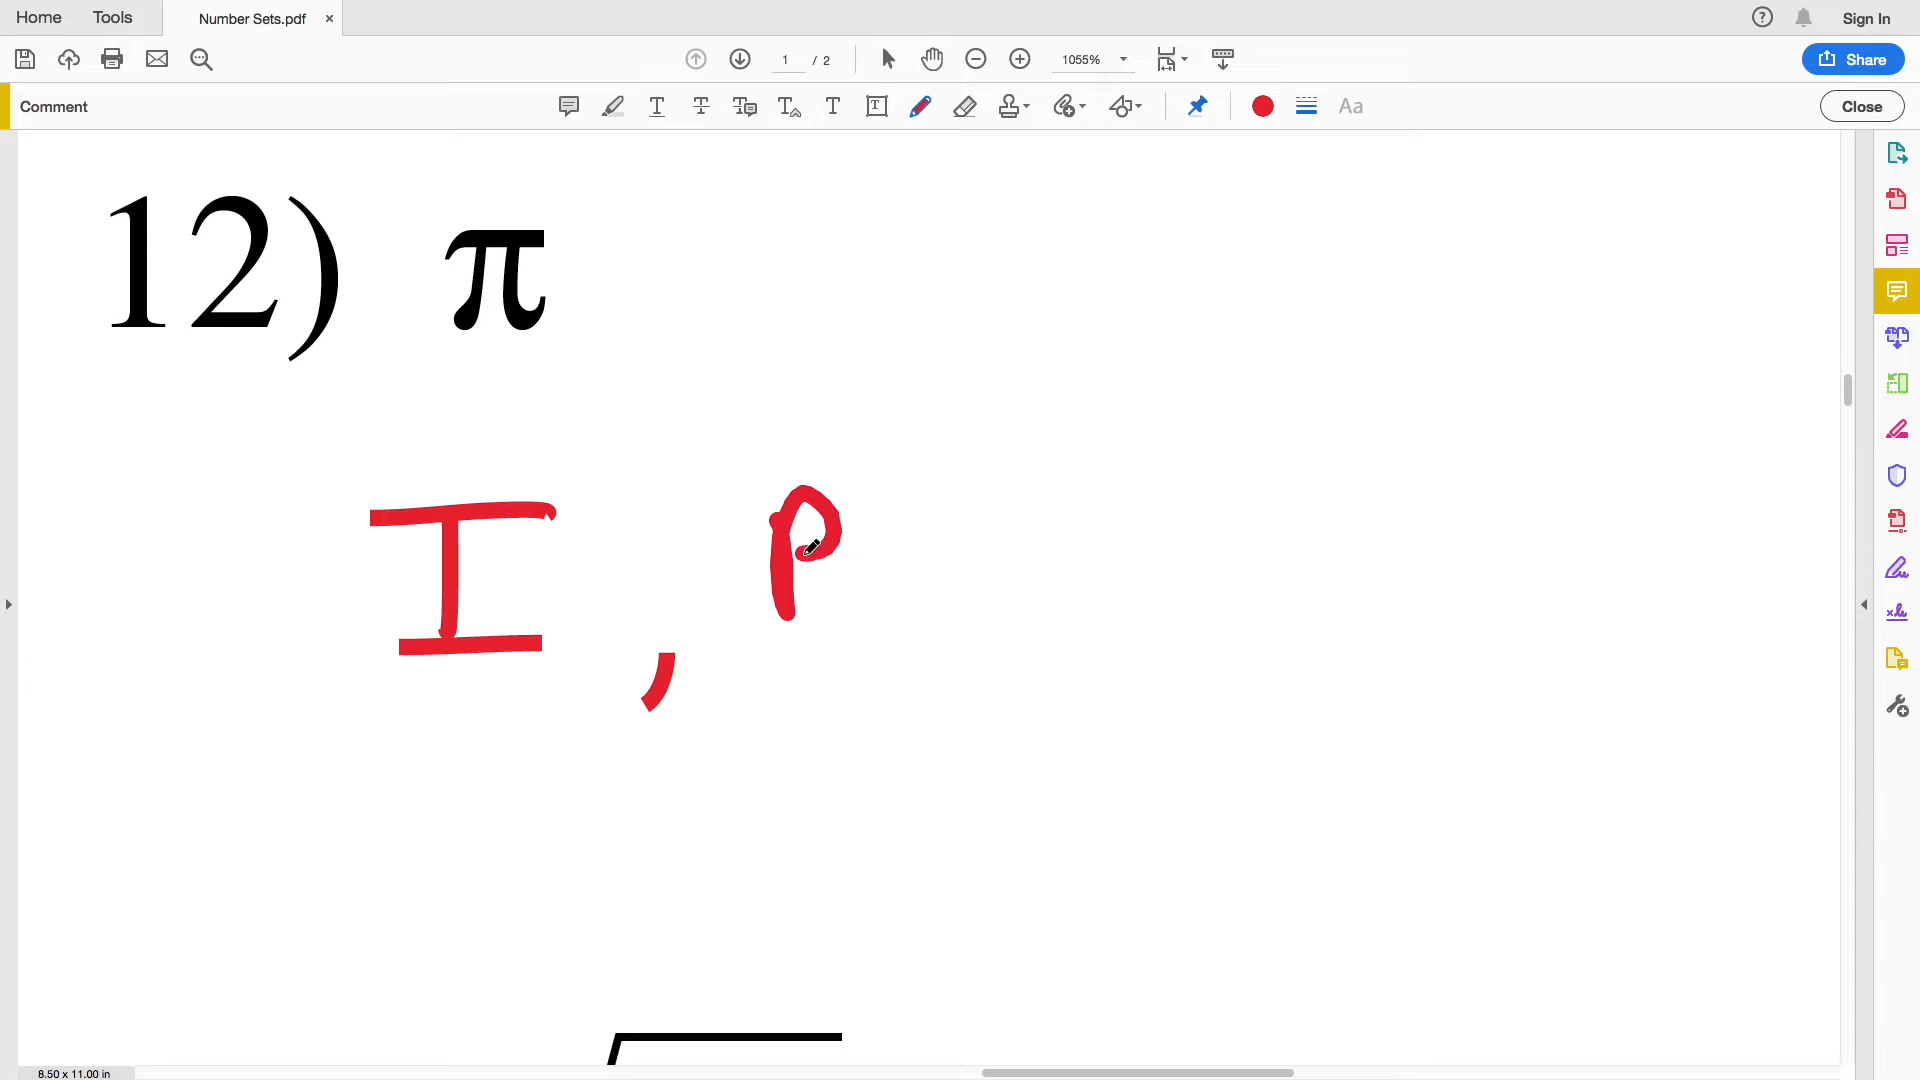 Home Tools Number Sets.pdf × Sign In
1 / 2 1055% Share
Comment Aa Close
12) π
I , P
8.50 x 11.00 in